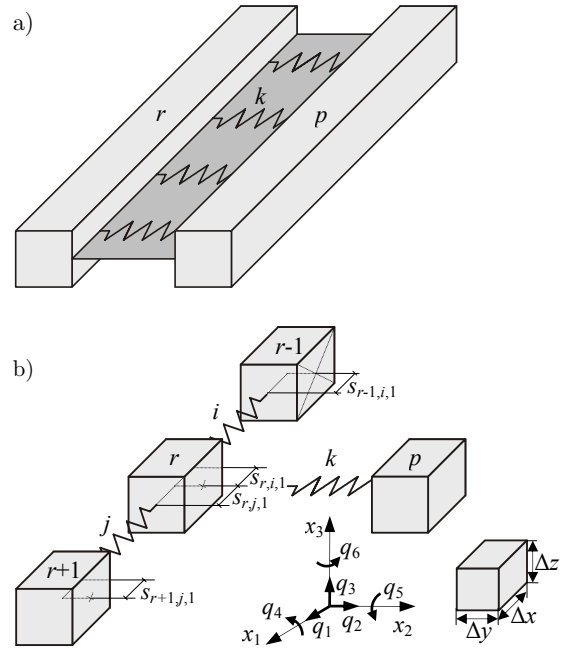 a)
r
k
p
b)
r-1
s_{r-1,i,1}
i
r
k
p
s_{r,i,1}
s_{r,j,1}
j
x_3
r+1
q_6
Δz
s_{r+1,j,1}
q_3
q_5
q_4
Δx
x_1
q_1
q_2
x_2
Δy